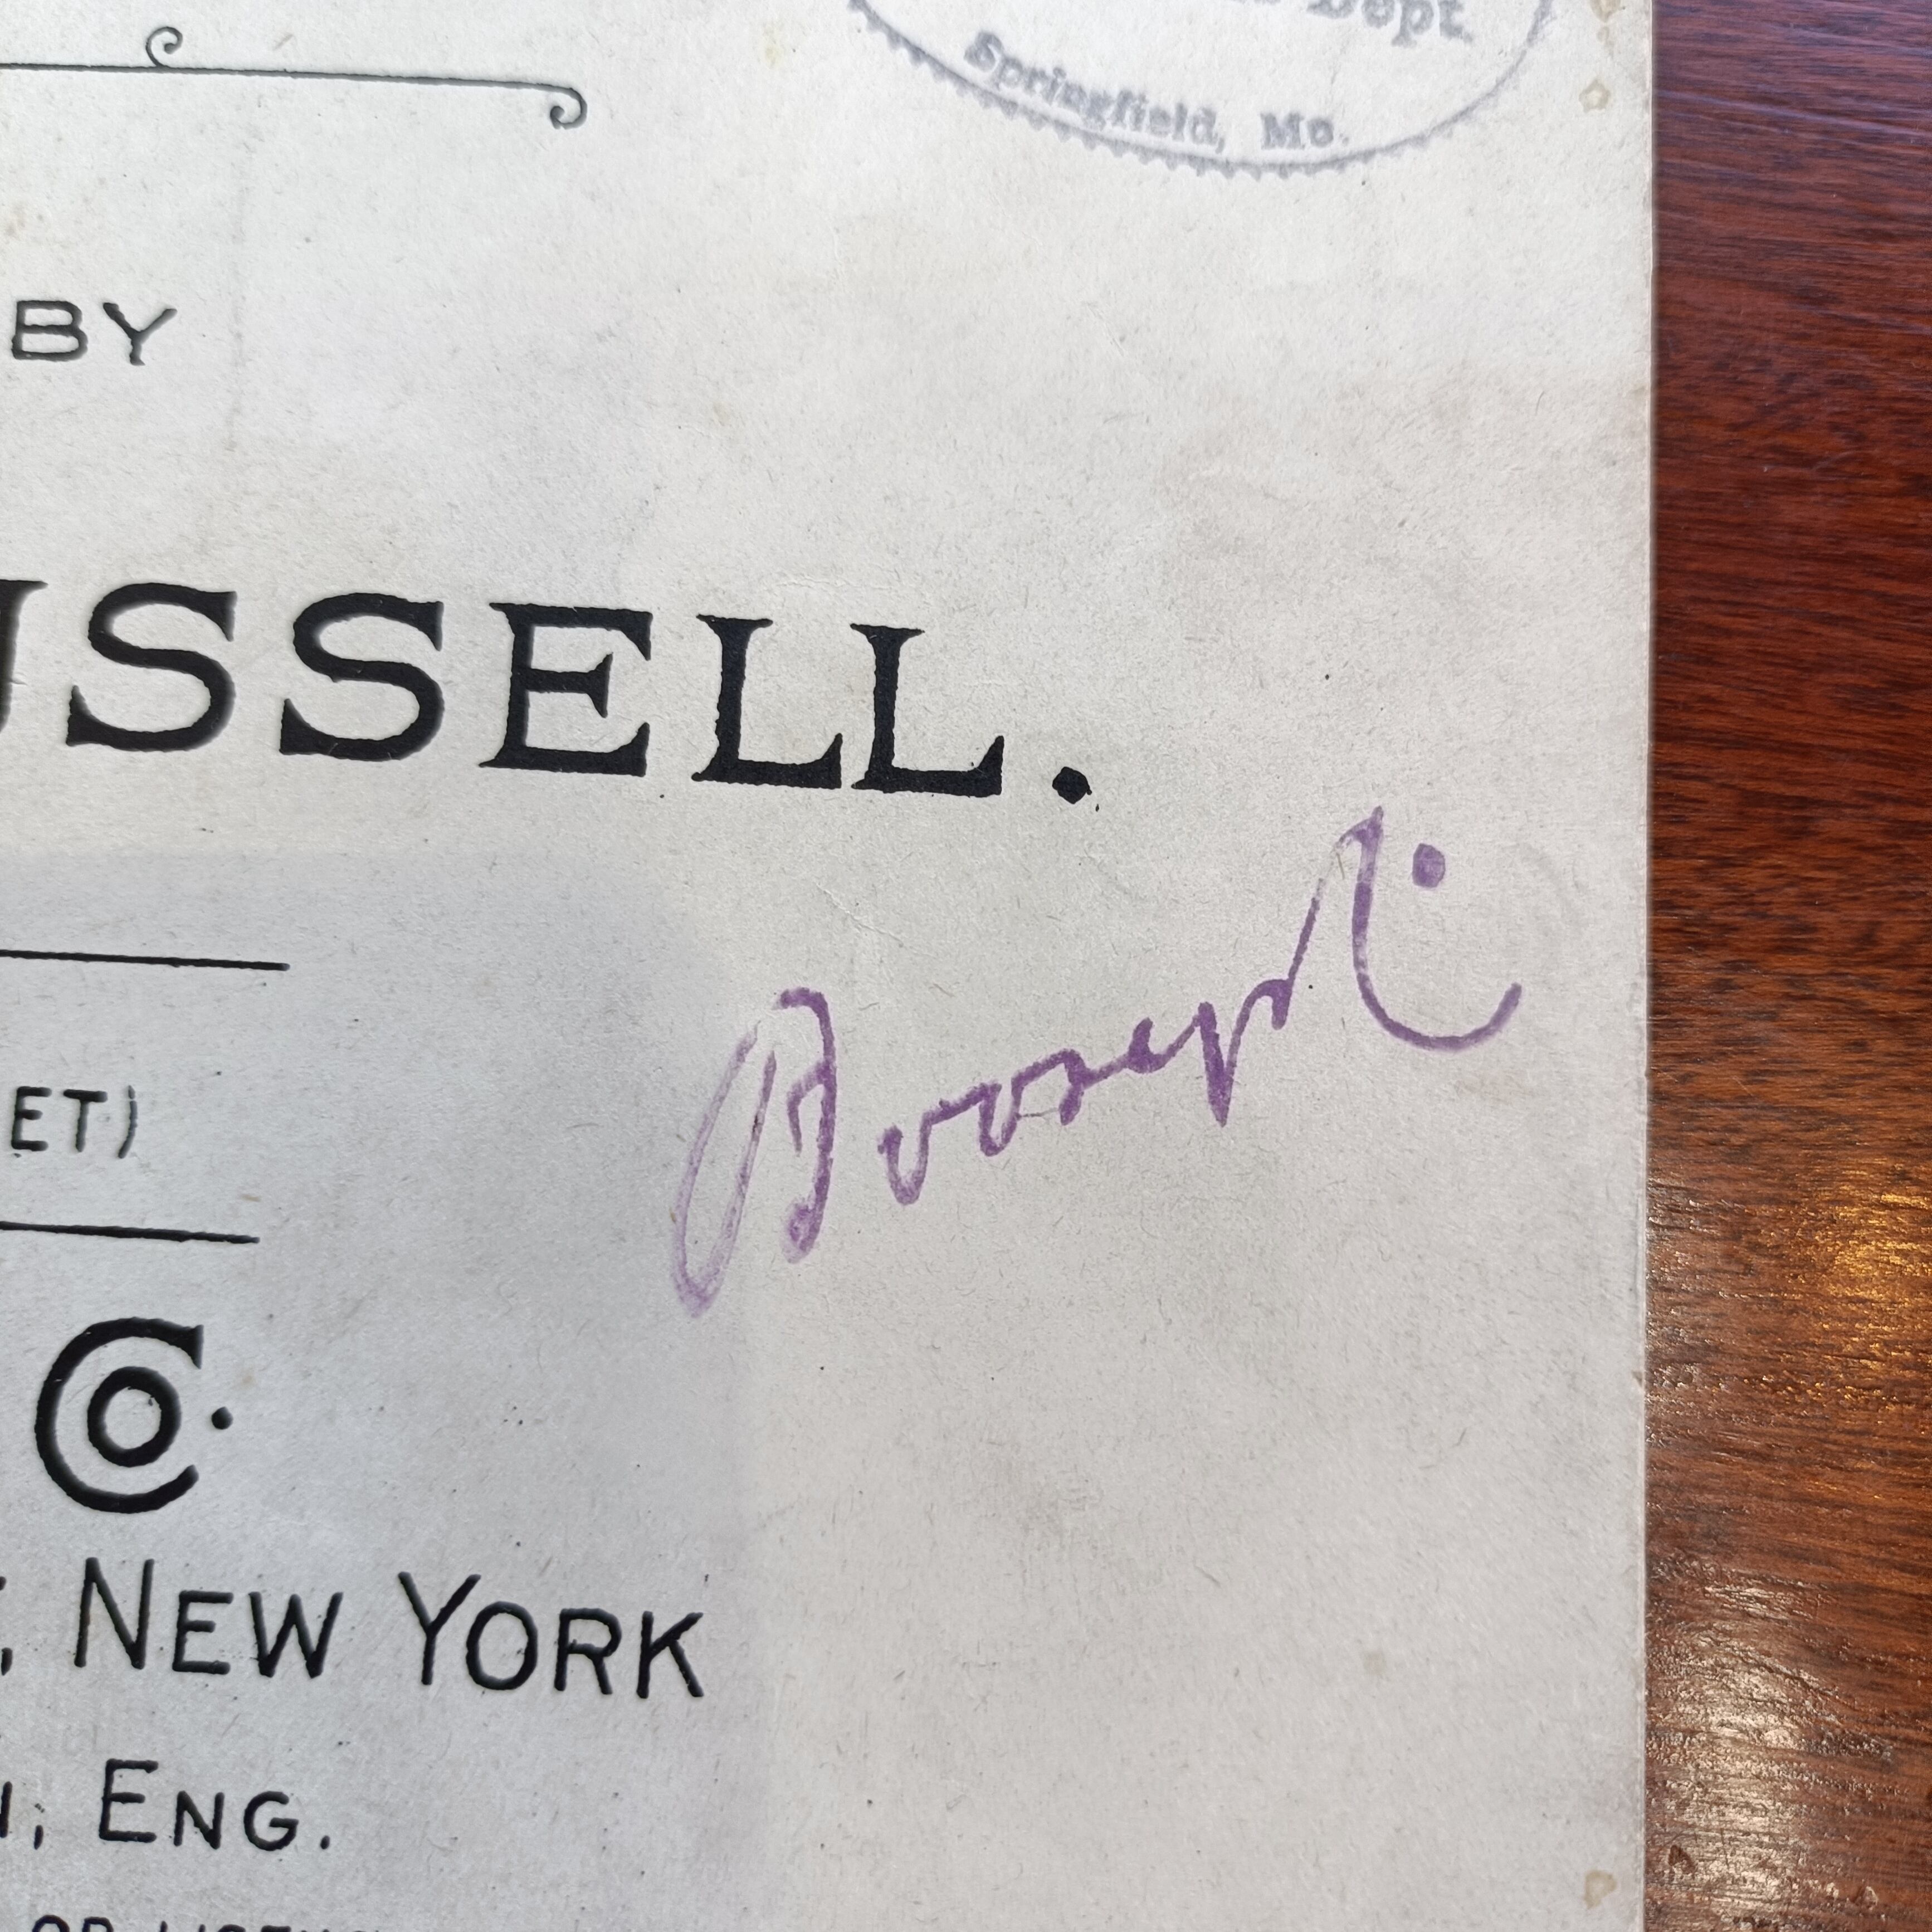 Dept
Springfield, Mo.
BY
USSELL.
ET)
CO.
, NEW YORK
, ENG.